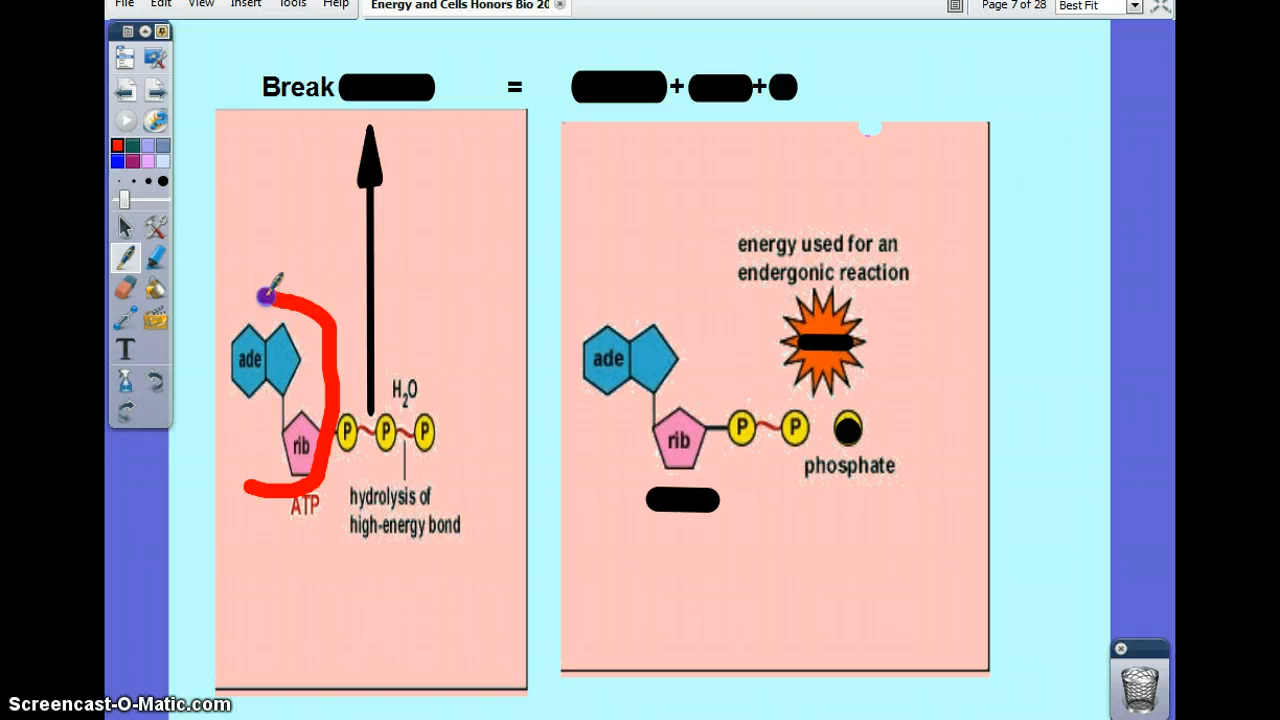 File Edit View Insert Tools Help
Energy and Cells Honors Bio 20
Page 7 of 28
Best Fit
Break = + +
energy used for an
endergonic reaction
ade
rib
P P P
H2O
ATP
hydrolysis of
high-energy bond
ade
rib
P P
phosphate
T
Screencast-O-Matic.com